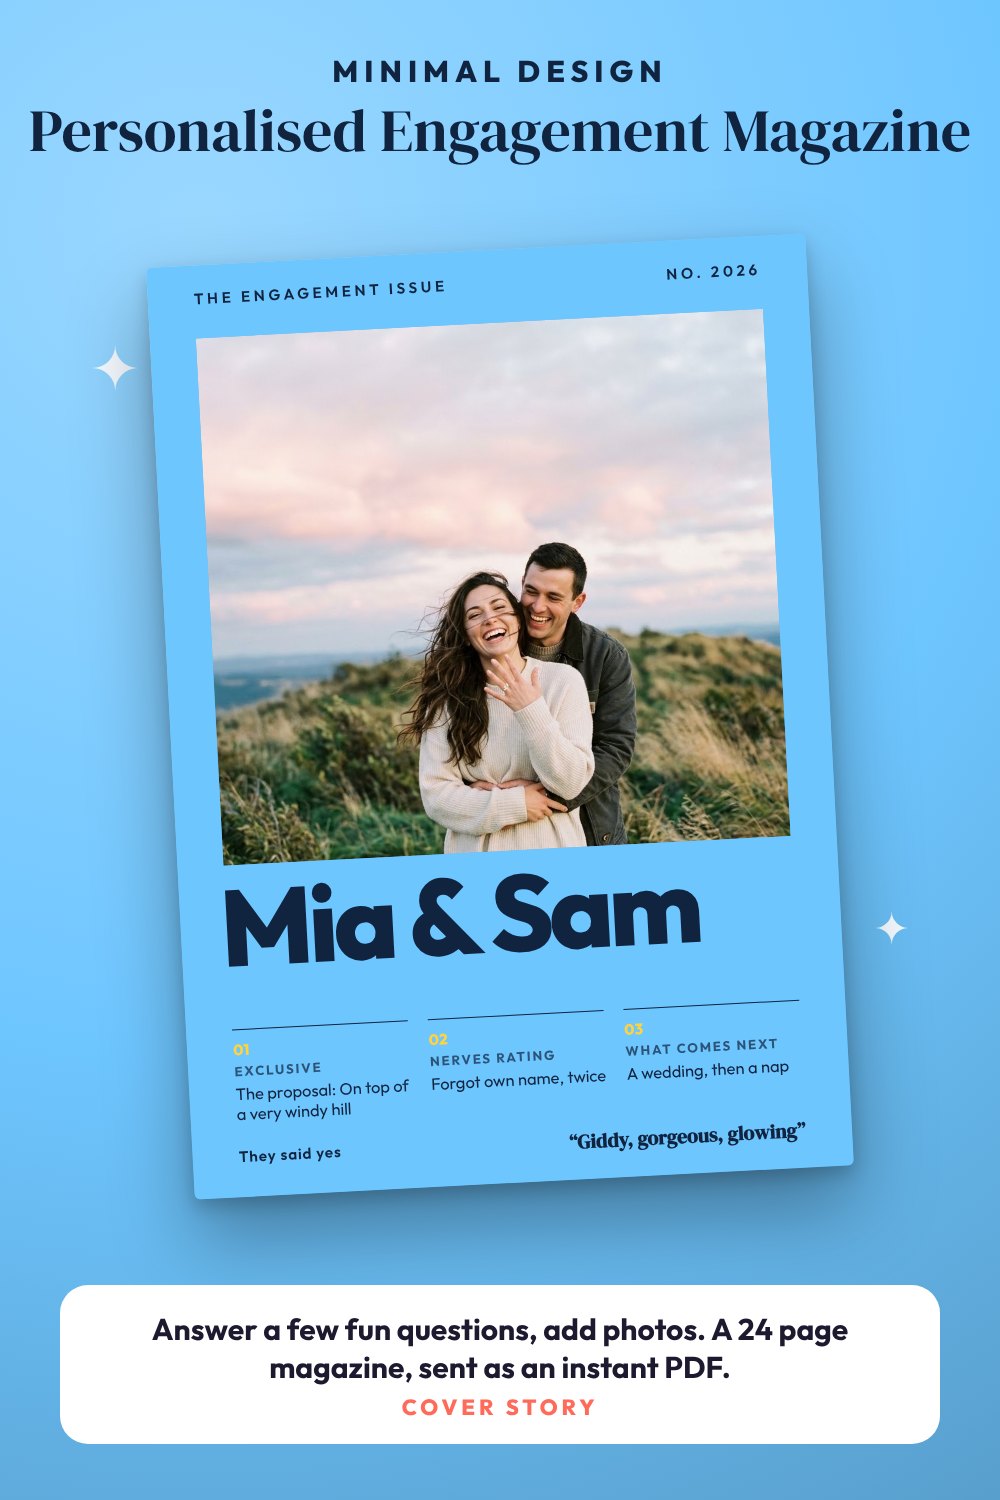 MINIMAL DESIGN
Personalised Engagement Magazine
THE ENGAGEMENT ISSUE
NO. 2026
Mia & Sam
01
EXCLUSIVE
The proposal: On top of
a very windy hill
02
NERVES RATING
Forgot own name, twice
03
WHAT COMES NEXT
A wedding, then a nap
They said yes
“Giddy, gorgeous, glowing”
Answer a few fun questions, add photos. A 24 page
magazine, sent as an instant PDF.
COVER STORY